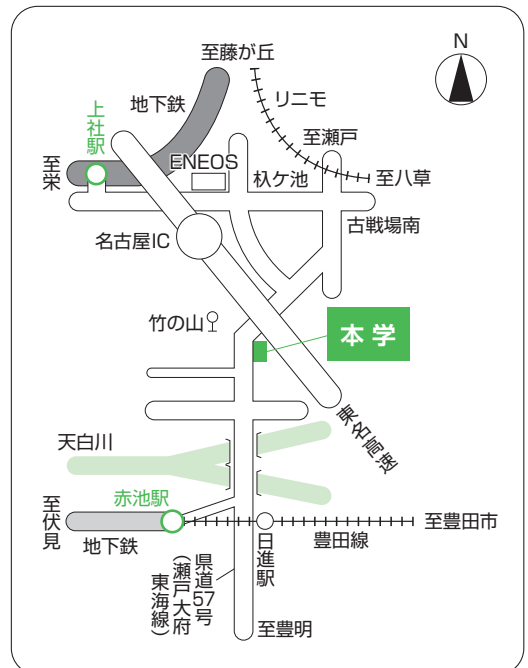 至藤が丘
N
リニモ
地下鉄
上社駅
至瀬戸
至栄
ENEOS
杁ケ池
至八草
古戦場南
名古屋IC
竹の山
本学
東名高速
天白川
赤池駅
至伏見
地下鉄
日進駅
豊田線
至豊田市
県道57号
(瀬戸大府
東海線)
至豊明